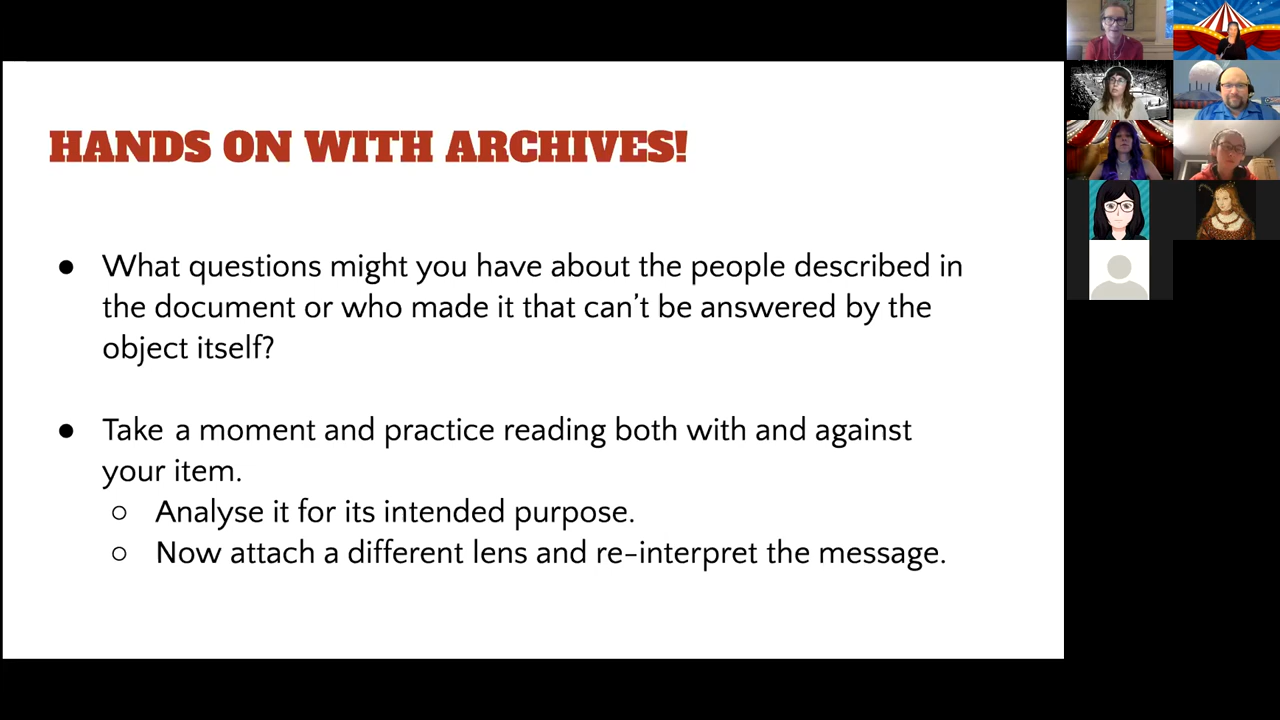 HANDS ON WITH ARCHIVES!
● What questions might you have about the people described in
the document or who made it that can't be answered by the
object itself?
● Take a moment and practice reading both with and against
your item.
○ Analyse it for its intended purpose.
○ Now attach a different lens and re-interpret the message.